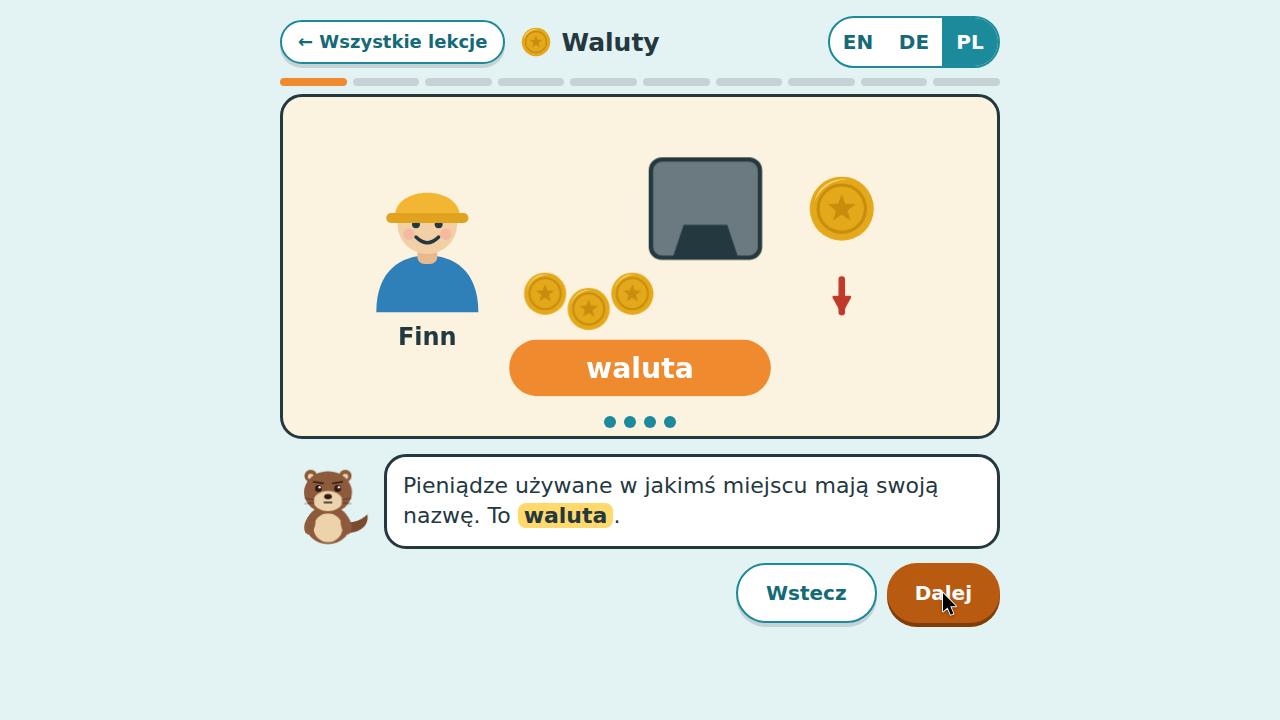 ← Wszystkie lekcje
Waluty
EN DE PL
Finn
waluta
Pieniądze używane w jakimś miejscu mają swoją
nazwę. To waluta.
Wstecz
Dalej